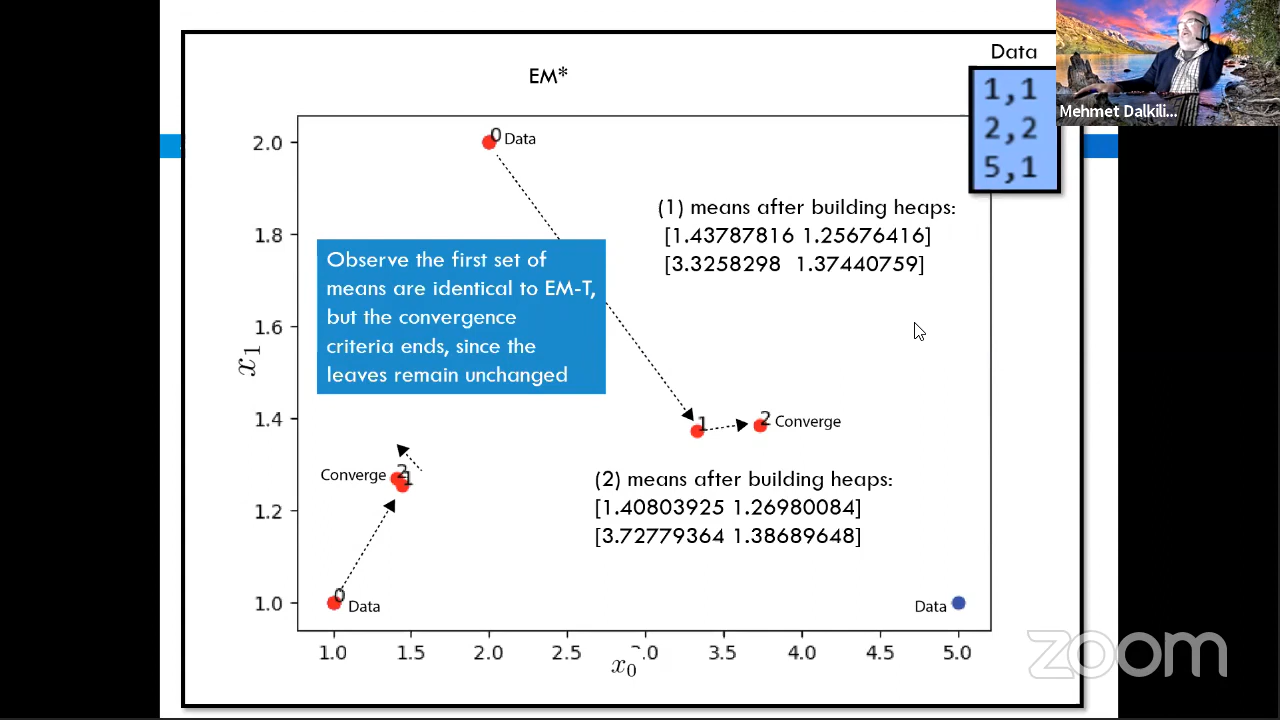 EM*
Data
1,1
2,2
5,1
Mehmet Dalkili...
2.0
1.8
1.6
1.4
1.2
1.0
x1
0 Data
(1) means after building heaps:
[1.43787816 1.25676416]
[3.3258298 1.37440759]
Observe the first set of
means are identical to EM-T,
but the convergence
criteria ends, since the
leaves remain unchanged
1
2 Converge
Converge 2
1
(2) means after building heaps:
[1.40803925 1.26980084]
[3.72779364 1.38689648]
0 Data
Data
1.0 1.5 2.0 2.5 .0 3.5 4.0 4.5 5.0
x0
zoom